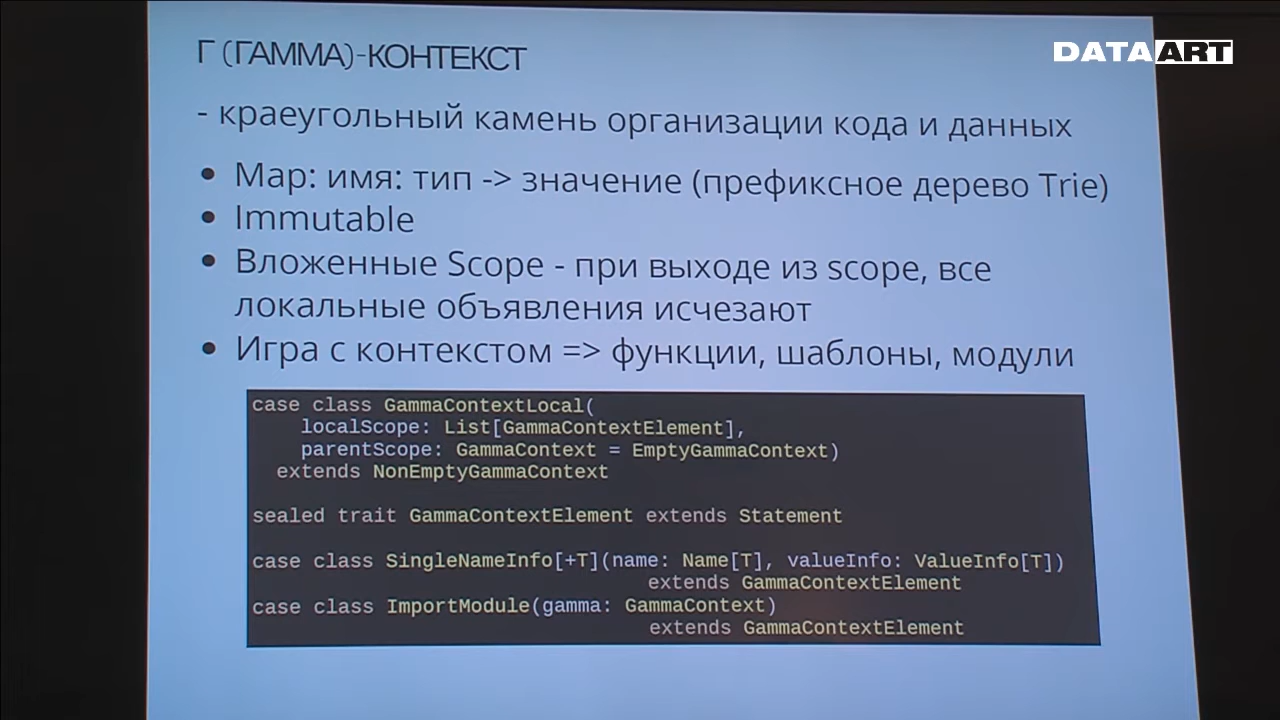 Г (ГАММА)-КОНТЕКСТ
DATAART
- краеугольный камень организации кода и данных
• Map: имя: тип -> значение (префиксное дерево Trie)
• Immutable
• Вложенные Scope - при выходе из scope, все
локальные объявления исчезают
• Игра с контекстом => функции, шаблоны, модули
case class GammaContextLocal(
    localScope: List[GammaContextElement],
    parentScope: GammaContext = EmptyGammaContext)
  extends NonEmptyGammaContext
sealed trait GammaContextElement extends Statement
case class SingleNameInfo[+T](name: Name[T], valueInfo: ValueInfo[T])
                                 extends GammaContextElement
case class ImportModule(gamma: GammaContext)
                                 extends GammaContextElement